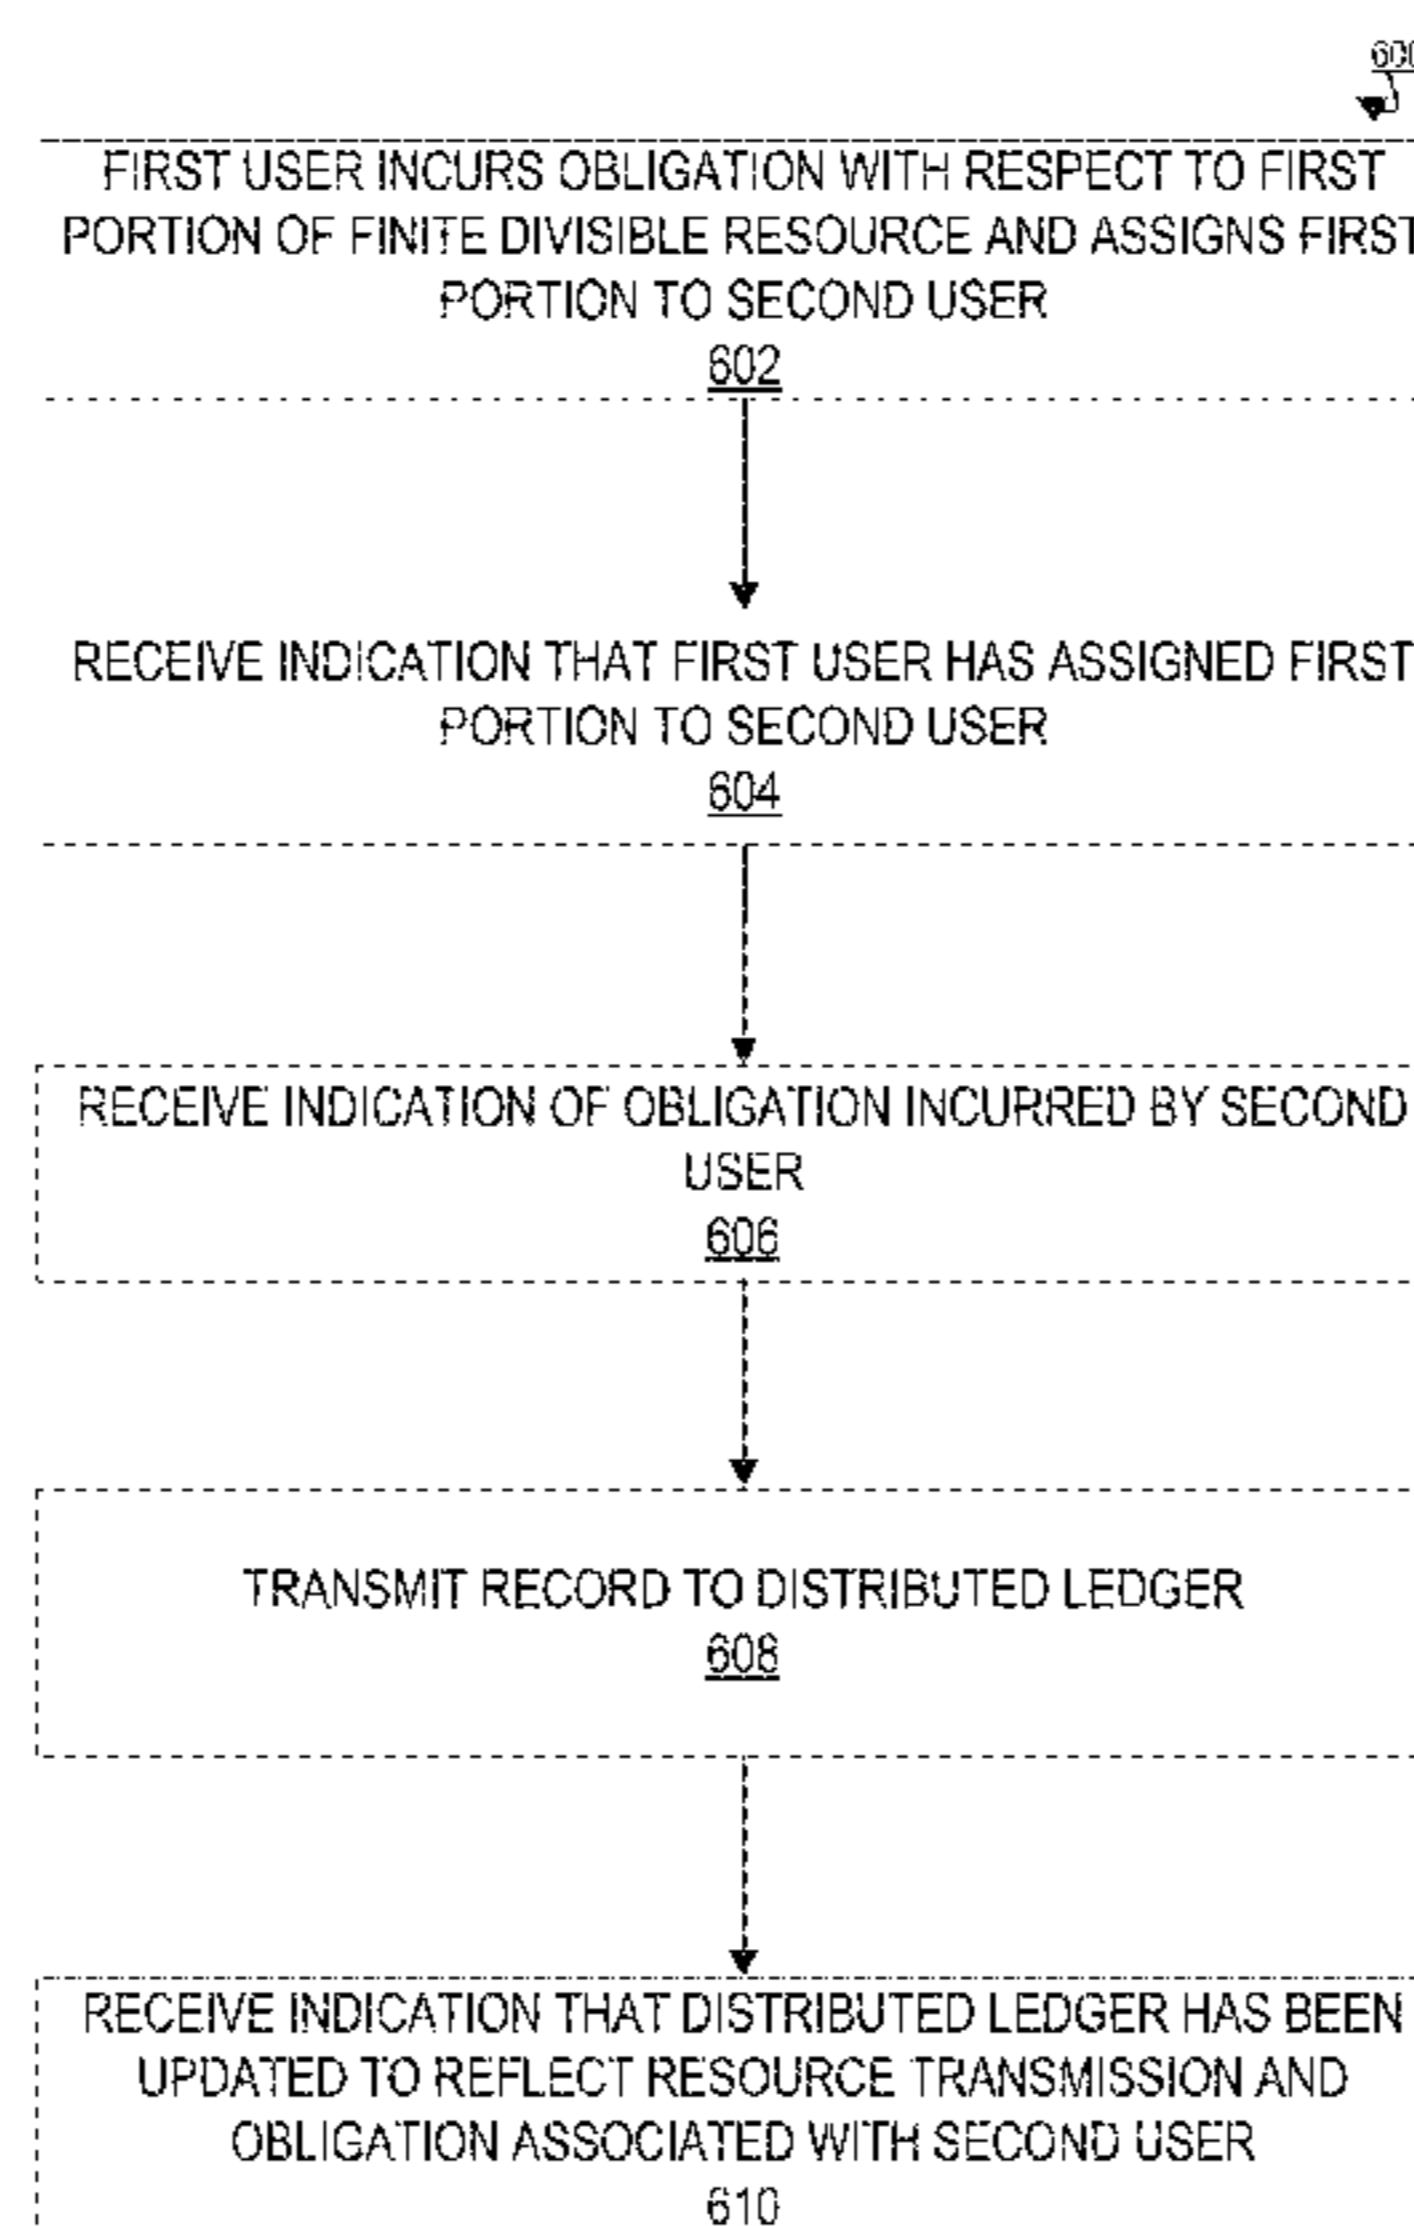 600
FIRST USER INCURS OBLIGATION WITH RESPECT TO FIRST
PORTION OF FINITE DIVISIBLE RESOURCE AND ASSIGNS FIRST
PORTION TO SECOND USER
602
RECEIVE INDICATION THAT FIRST USER HAS ASSIGNED FIRST
PORTION TO SECOND USER
604
RECEIVE INDICATION OF OBLIGATION INCURRED BY SECOND
USER
606
TRANSMIT RECORD TO DISTRIBUTED LEDGER
608
RECEIVE INDICATION THAT DISTRIBUTED LEDGER HAS BEEN
UPDATED TO REFLECT RESOURCE TRANSMISSION AND
OBLIGATION ASSOCIATED WITH SECOND USER
610